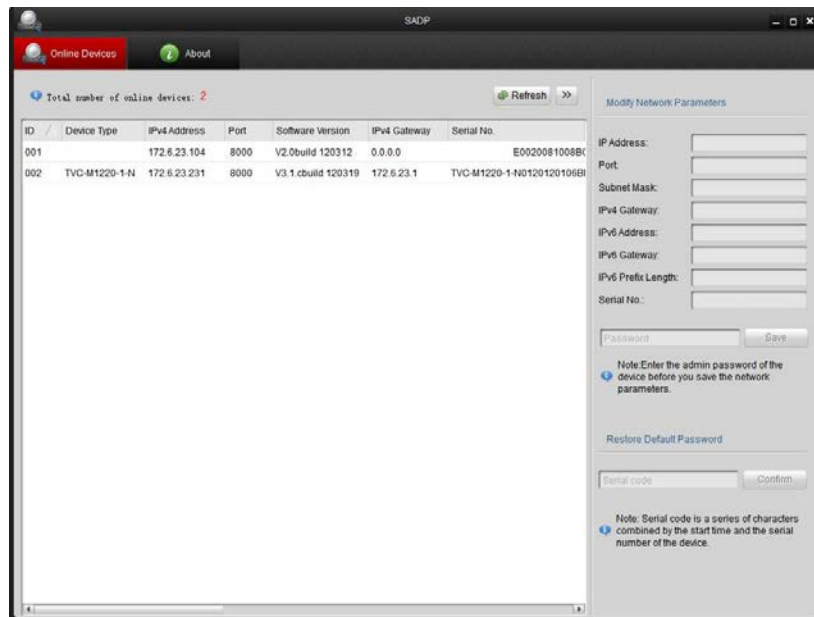 SADP
Online Devices
About
Total number of online devices: 2
Refresh
Modify Network Parameters
ID Device Type IPv4 Address Port Software Version IPv4 Gateway Serial No.
001 172.6.23.104 8000 V2.0build 120312 0.0.0.0 E0020081008B
002 TVC-M1220-1-N 172.6.23.231 8000 V3.1.cbuild 120319 172.6.23.1 TVC-M1220-1-N0120120106B
IP Address:
Port:
Subnet Mask:
IPv4 Gateway:
IPv6 Address:
IPv6 Gateway:
IPv6 Prefix Length:
Serial No.:
Password
Save
Note:Enter the admin password of the
device before you save the network
parameters.
Restore Default Password
Serial code
Confirm
Note: Serial code is a series of characters
combined by the start time and the serial
number of the device.